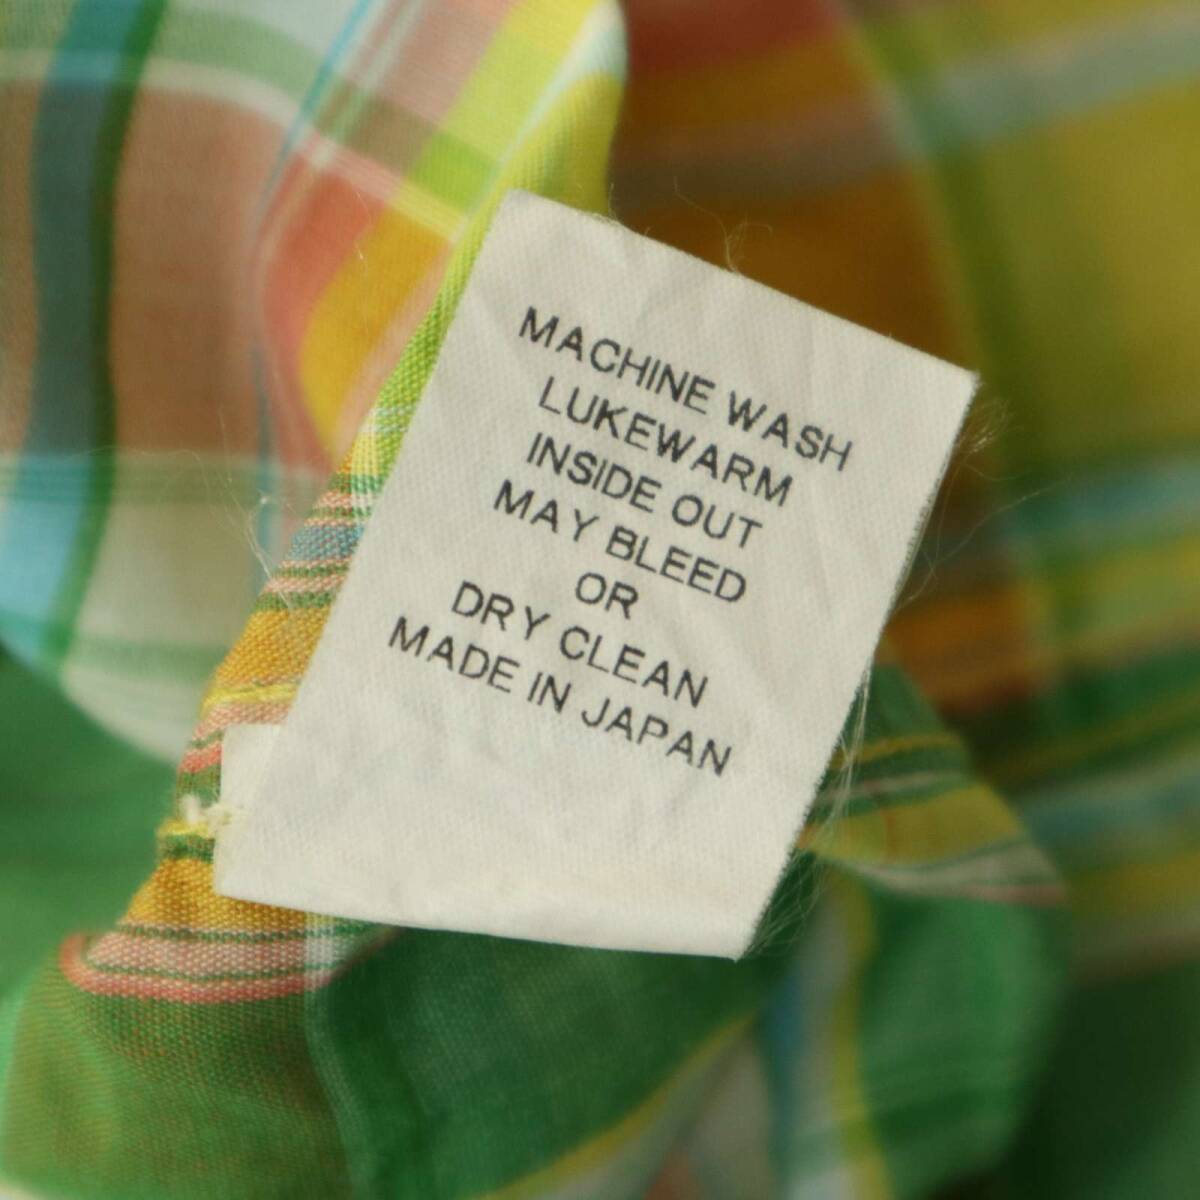 MACHINE WASH
LUKEWARM
INSIDE OUT
MAY BLEED
OR
DRY CLEAN
MADE IN JAPAN